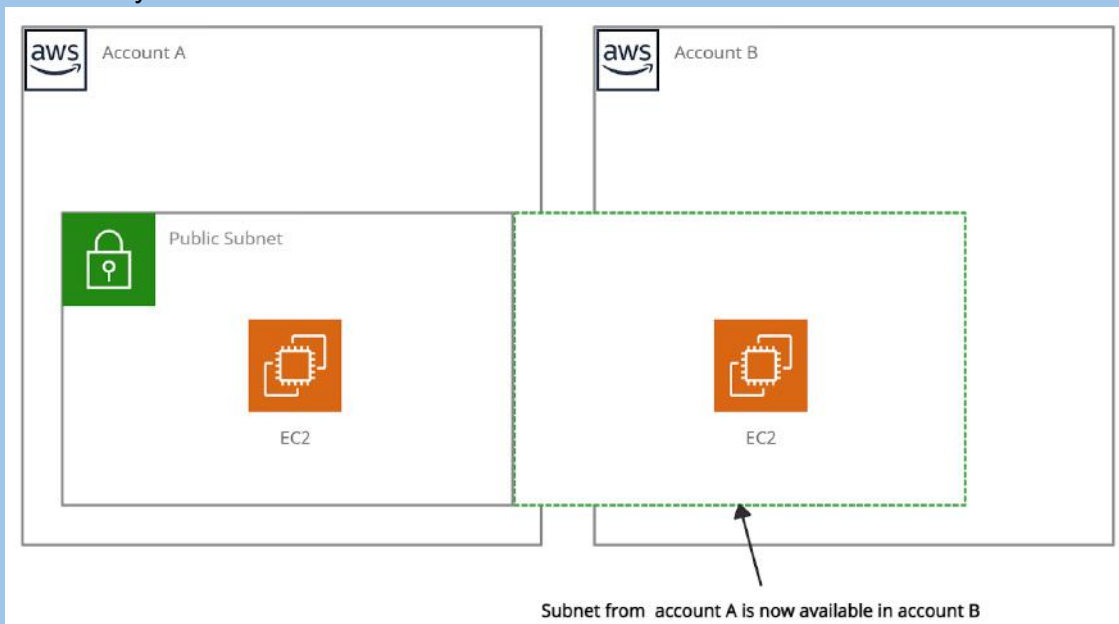 aws Account A
aws Account B
Public Subnet
EC2
EC2
Subnet from account A is now available in account B